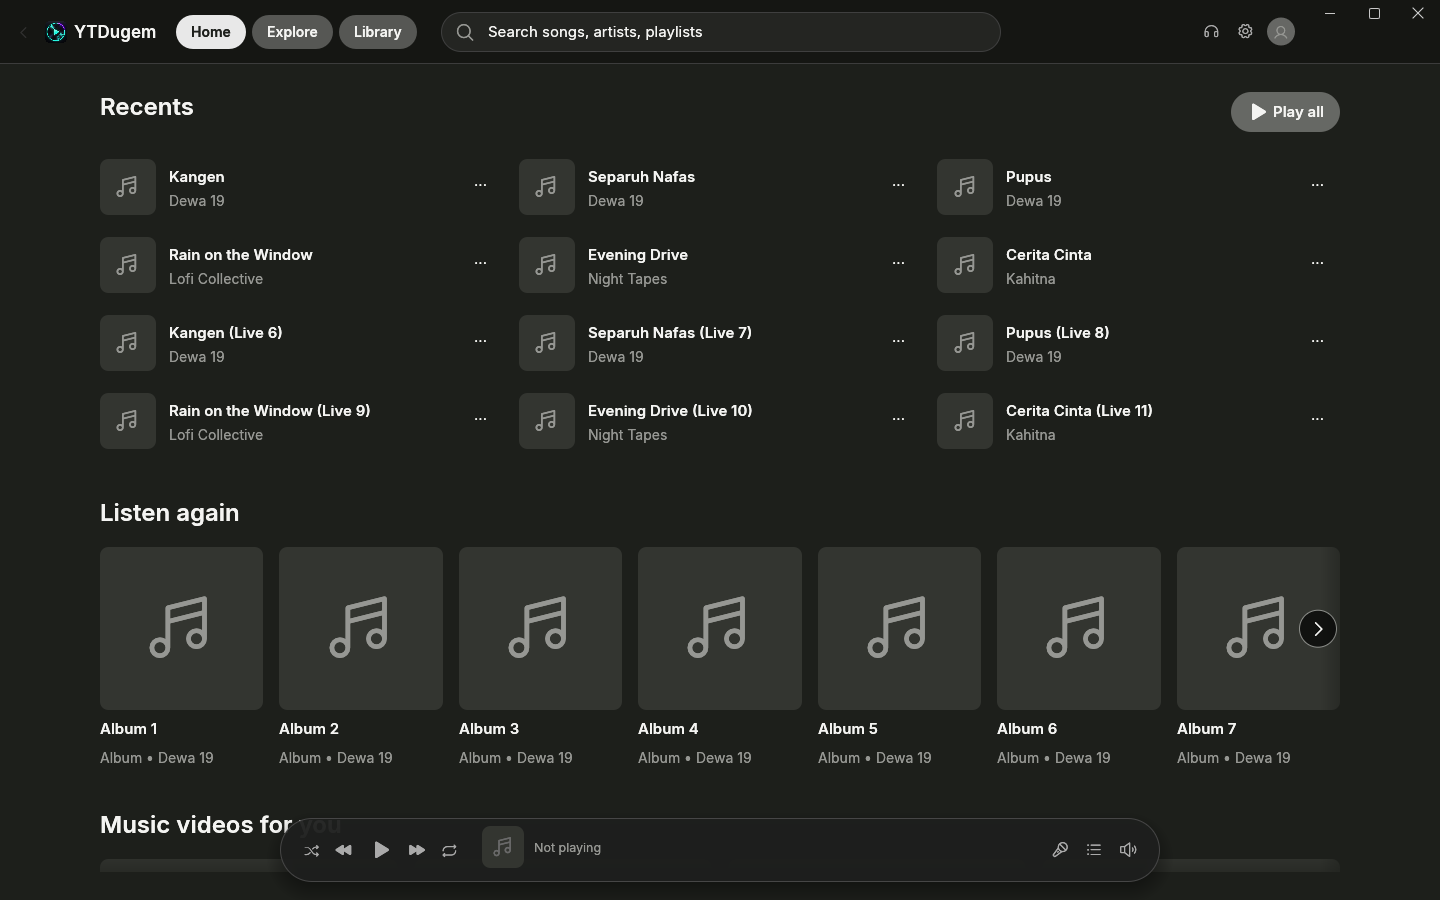 YTDugem
Home
Explore
Library
Search songs, artists, playlists
Recents
Play all
Kangen
Dewa 19
Separuh Nafas
Dewa 19
Pupus
Dewa 19
Rain on the Window
Lofi Collective
Evening Drive
Night Tapes
Cerita Cinta
Kahitna
Kangen (Live 6)
Dewa 19
Separuh Nafas (Live 7)
Dewa 19
Pupus (Live 8)
Dewa 19
Rain on the Window (Live 9)
Lofi Collective
Evening Drive (Live 10)
Night Tapes
Cerita Cinta (Live 11)
Kahitna
Listen again
Album 1
Album • Dewa 19
Album 2
Album • Dewa 19
Album 3
Album • Dewa 19
Album 4
Album • Dewa 19
Album 5
Album • Dewa 19
Album 6
Album • Dewa 19
Album 7
Album • Dewa 19
Music videos for you
Not playing